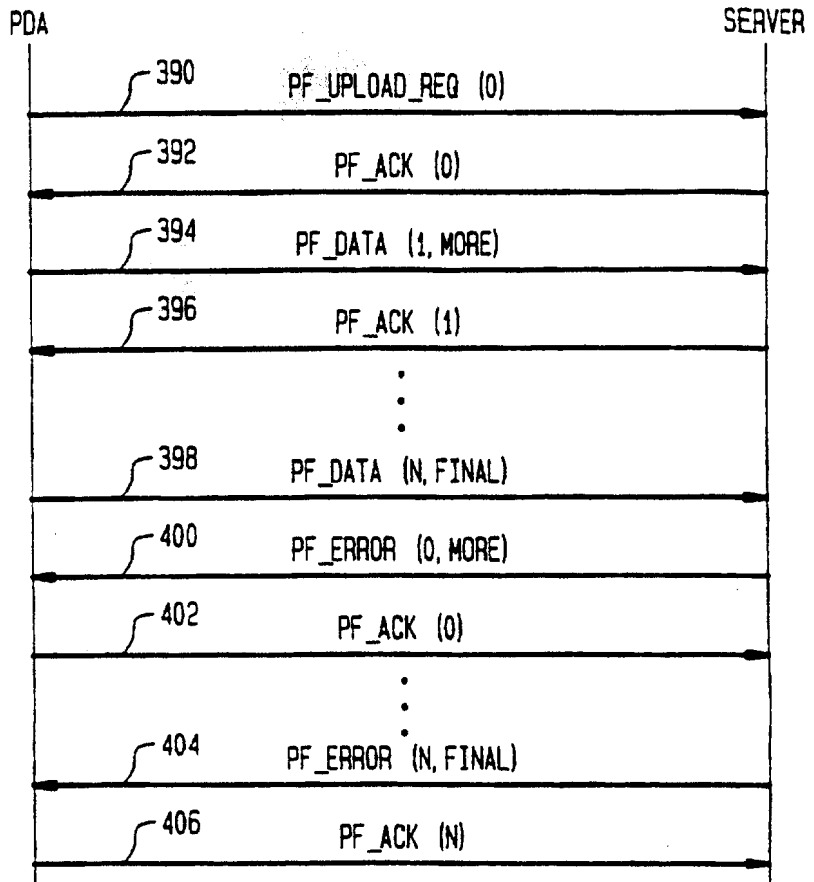 PDA SERVER
390 PF_UPLOAD_REQ (0)
392 PF_ACK (0)
394 PF_DATA (1, MORE)
396 PF_ACK (1)
398 PF_DATA (N, FINAL)
400 PF_ERROR (0, MORE)
402 PF_ACK (0)
404 PF_ERROR (N, FINAL)
406 PF_ACK (N)